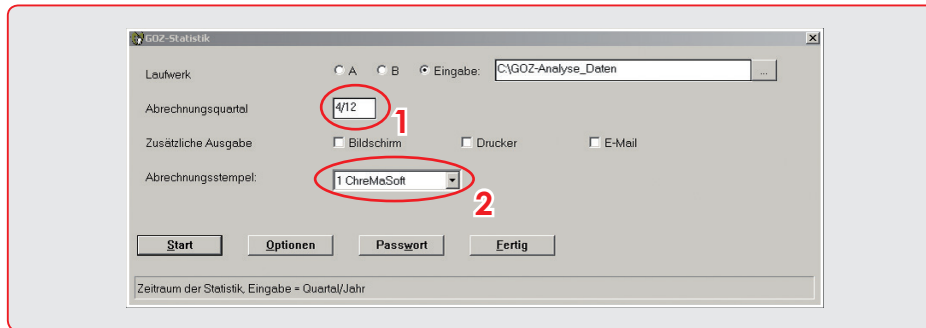 GOZ-Statistik
Laufwerk A B Eingabe: C:\GOZ-Analyse_Daten ...
Abrechnungsquartal 4/12 1
Zusätzliche Ausgabe Bildschirm Drucker E-Mail
Abrechnungsstempel: 1 ChreMaSoft 2
Start Optionen Passwort Fertig
Zeitraum der Statistik, Eingabe = Quartal/Jahr